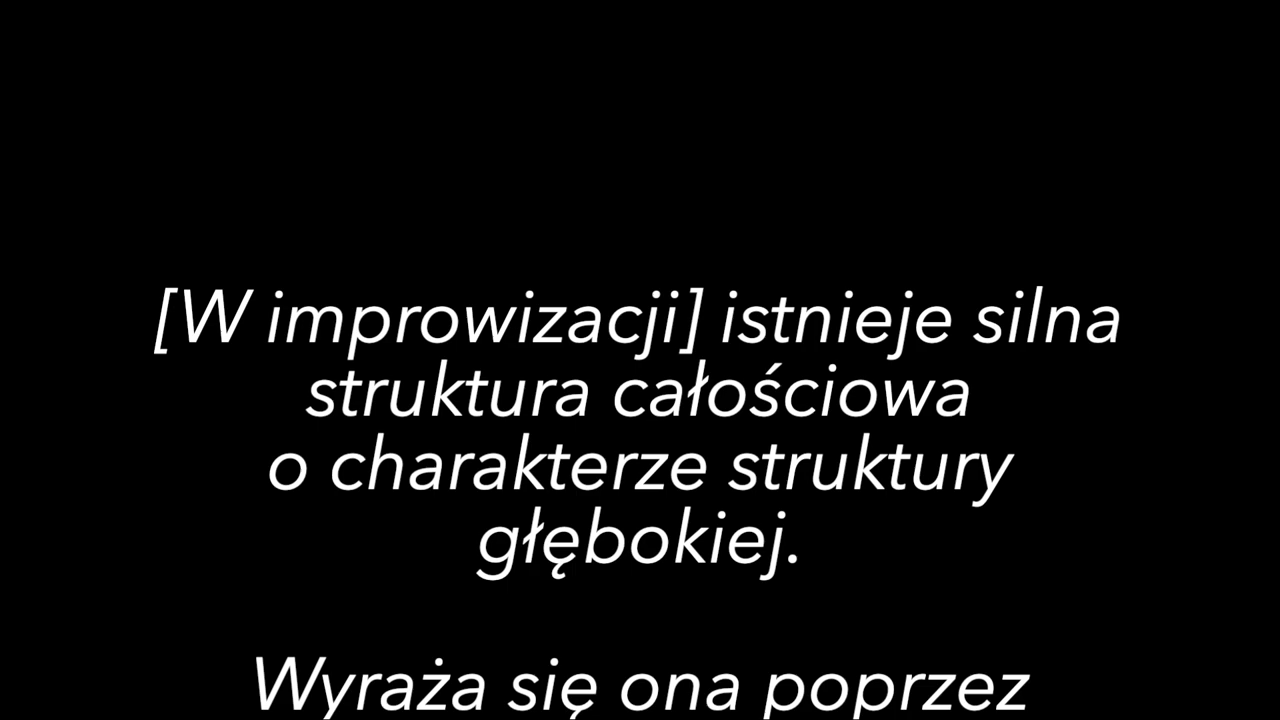 [W improwizacji] istnieje silna
struktura całościowa
o charakterze struktury
głębokiej.
Wyraża się ona poprzez